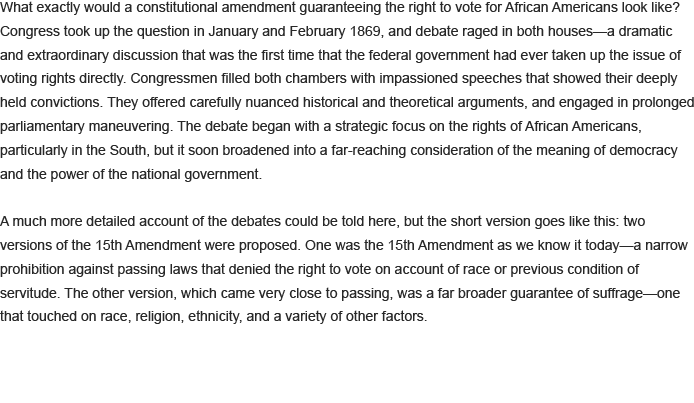 What exactly would a constitutional amendment guaranteeing the right to vote for African Americans look like?
Congress took up the question in January and February 1869, and debate raged in both houses—a dramatic
and extraordinary discussion that was the first time that the federal government had ever taken up the issue of
voting rights directly. Congressmen filled both chambers with impassioned speeches that showed their deeply
held convictions. They offered carefully nuanced historical and theoretical arguments, and engaged in prolonged
parliamentary maneuvering. The debate began with a strategic focus on the rights of African Americans,
particularly in the South, but it soon broadened into a far-reaching consideration of the meaning of democracy
and the power of the national government.
A much more detailed account of the debates could be told here, but the short version goes like this: two
versions of the 15th Amendment were proposed. One was the 15th Amendment as we know it today—a narrow
prohibition against passing laws that denied the right to vote on account of race or previous condition of
servitude. The other version, which came very close to passing, was a far broader guarantee of suffrage—one
that touched on race, religion, ethnicity, and a variety of other factors.